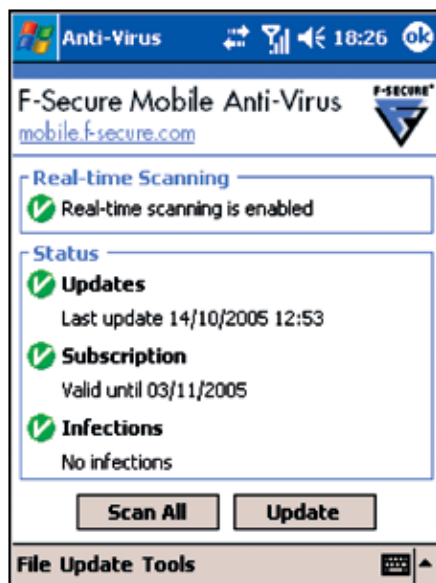 Anti-Virus 18:26 ok
F-Secure Mobile Anti-Virus
F-SECURE®
mobile.f-secure.com
Real-time Scanning
Real-time scanning is enabled
Status
Updates
Last update 14/10/2005 12:53
Subscription
Valid until 03/11/2005
Infections
No infections
Scan All Update
File Update Tools